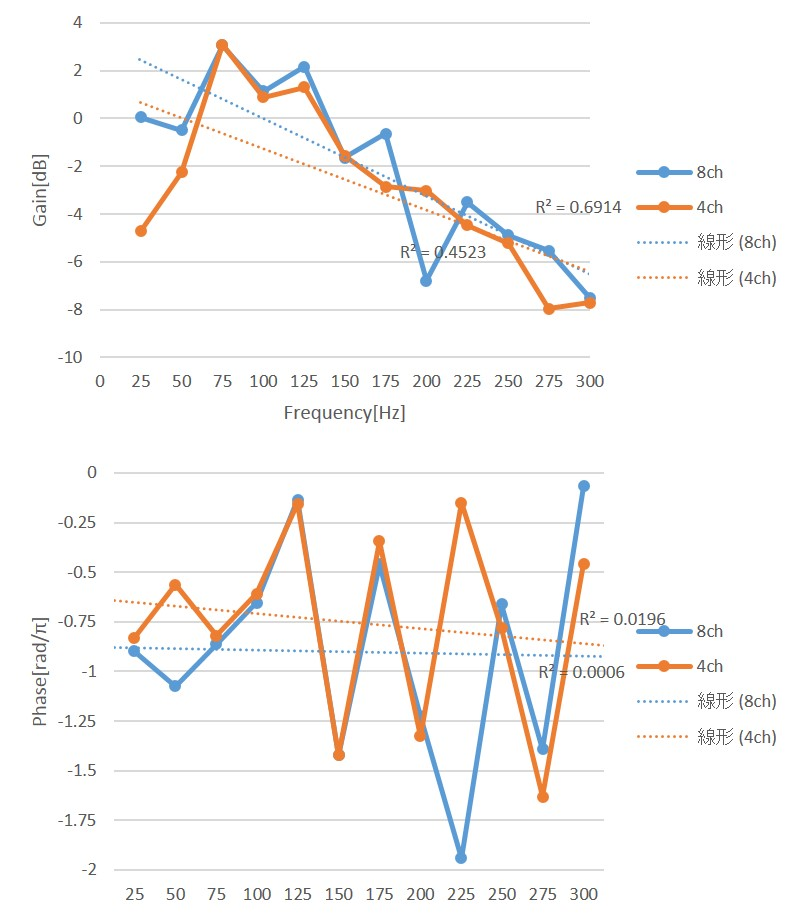 4
2
0
-2
-4
-6
-8
-10
Gain[dB]
R² = 0.6914
R² = 0.4523
0 25 50 75 100 125 150 175 200 225 250 275 300
Frequency[Hz]
8ch
4ch
線形 (8ch)
線形 (4ch)
0
-0.25
-0.5
-0.75
-1
-1.25
-1.5
-1.75
-2
Phase[rad/π]
R² = 0.0196
R² = 0.0006
25 50 75 100 125 150 175 200 225 250 275 300
8ch
4ch
線形 (8ch)
線形 (4ch)